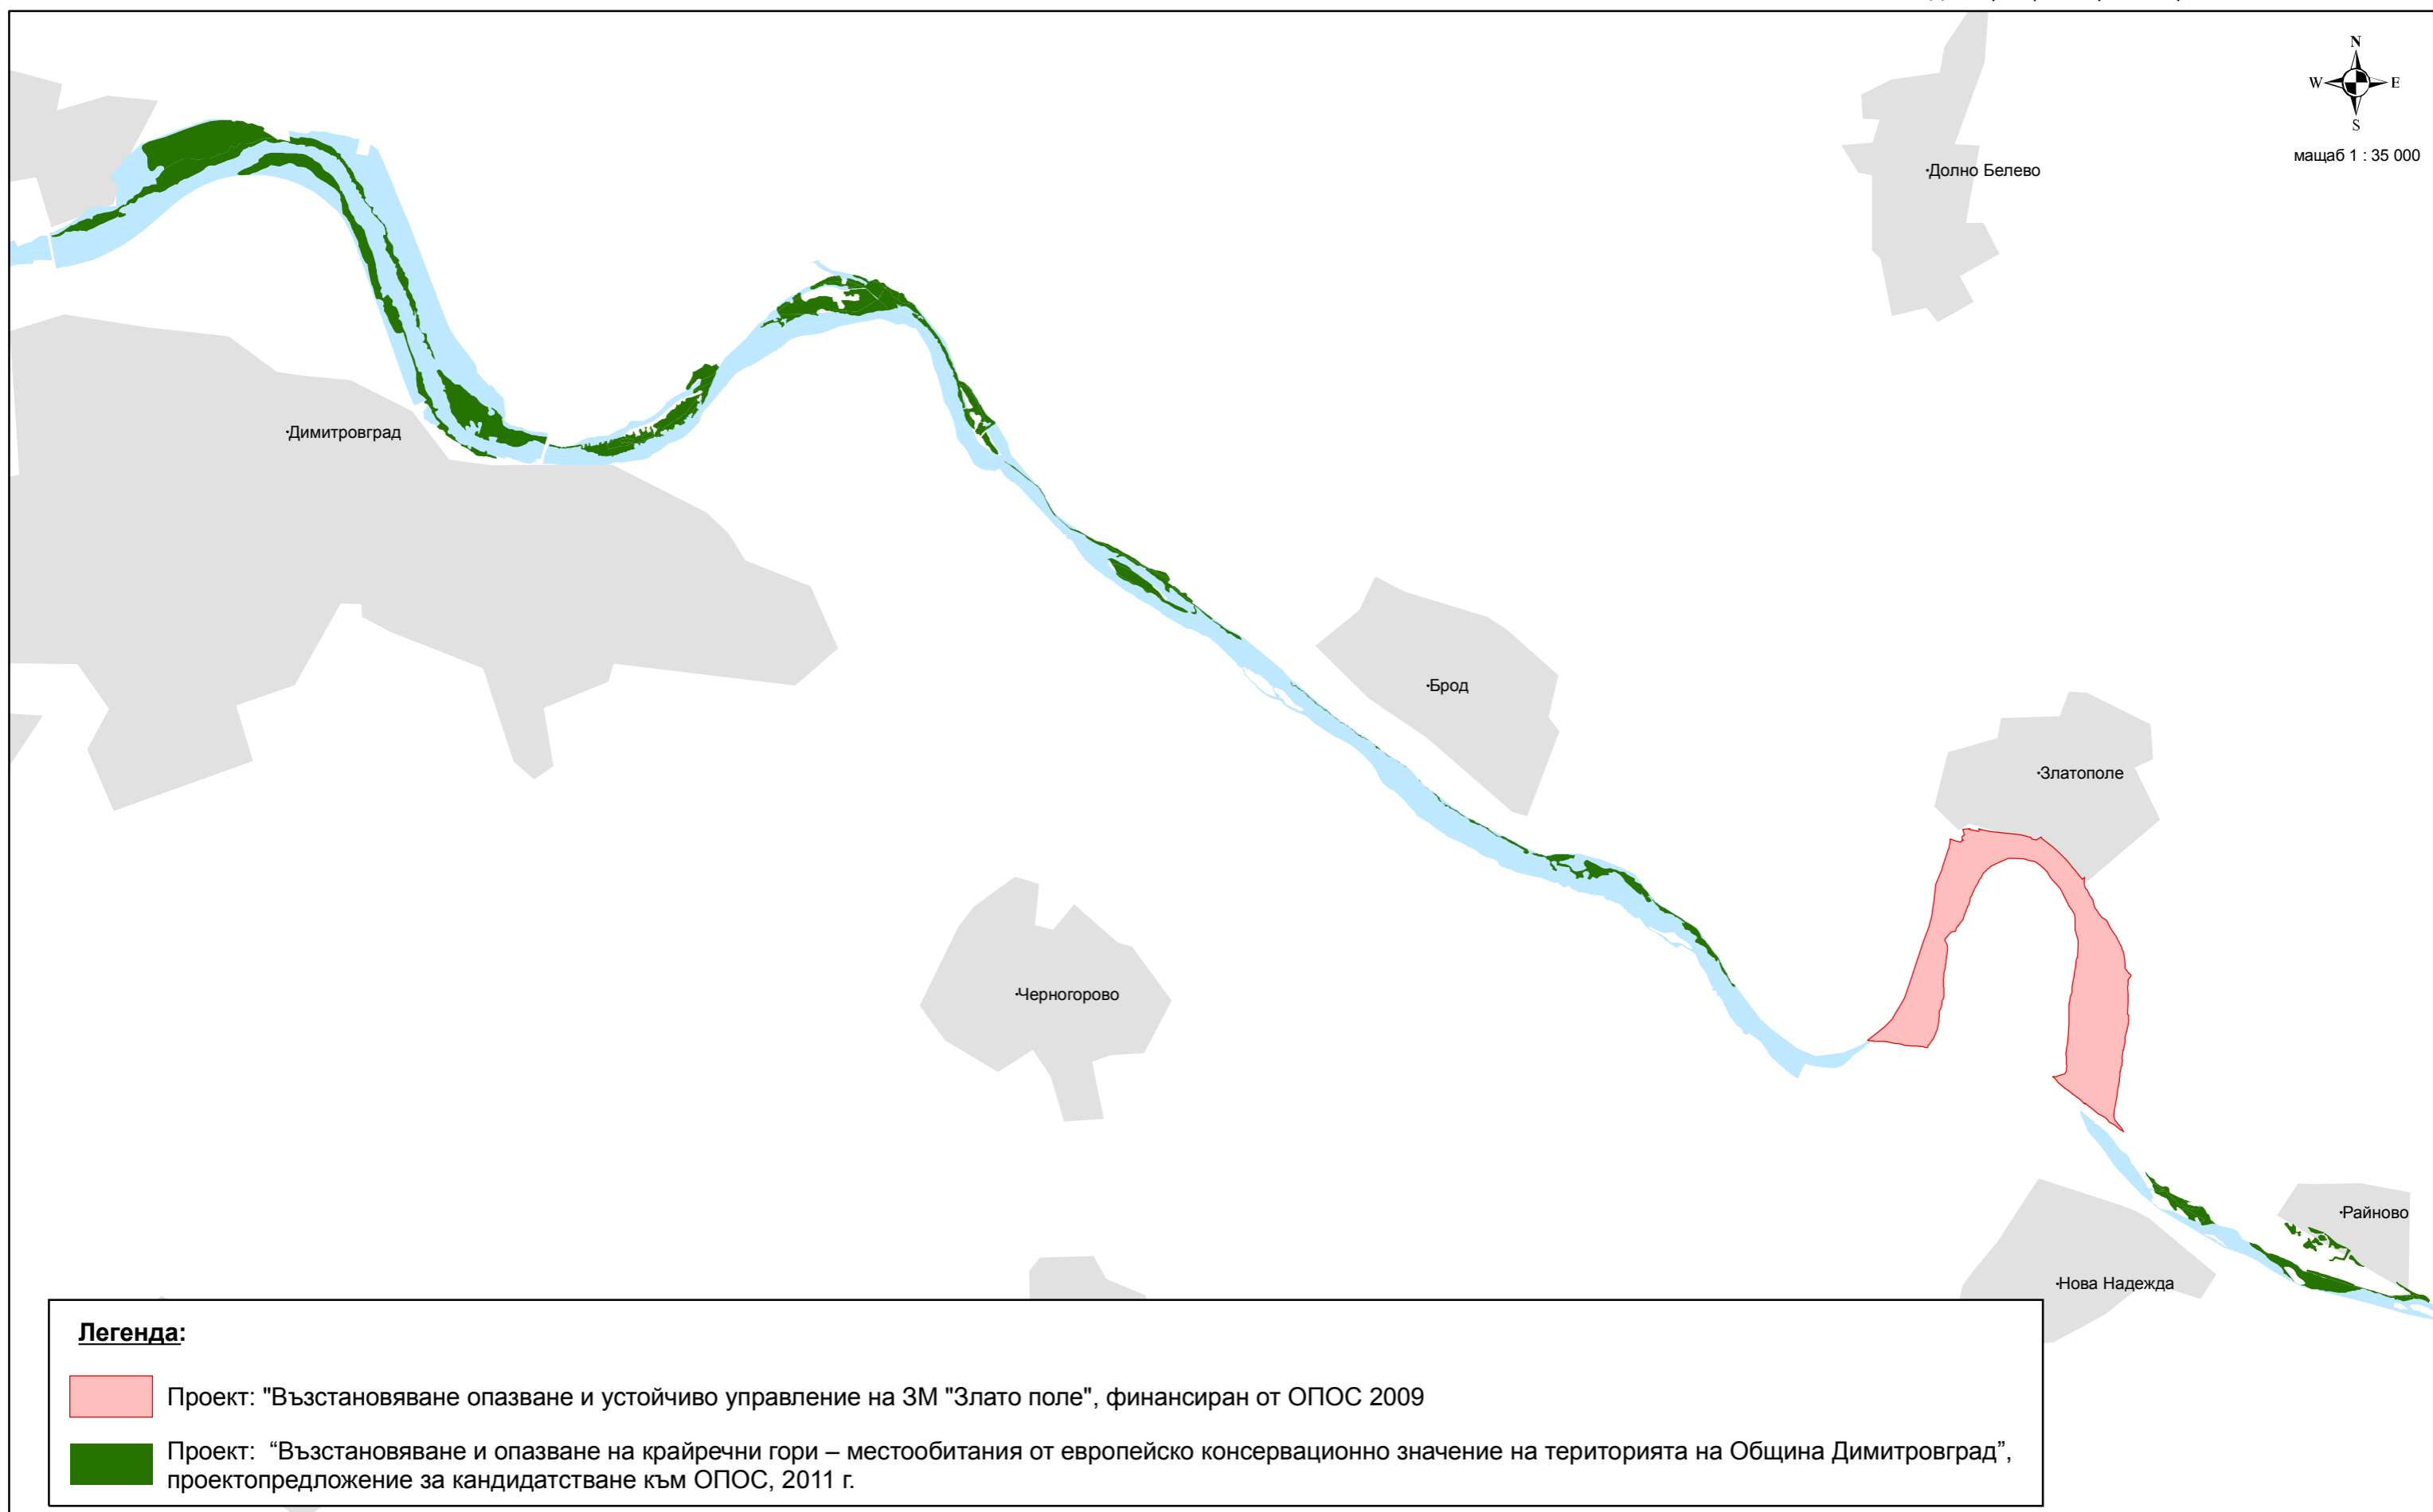 N
W E
S
мащаб 1 : 35 000
Долно Белево
Димитровград
Брод
Златополе
Черногорово
Райново
Нова Надежда
Легенда:
Проект: "Възстановяване опазване и устойчиво управление на ЗМ "Злато поле", финансиран от ОПОС 2009
Проект: “Възстановяване и опазване на крайречни гори – местообитания от европейско консервационно значение на територията на Община Димитровград”,
проектопредложение за кандидатстване към ОПОС, 2011 г.